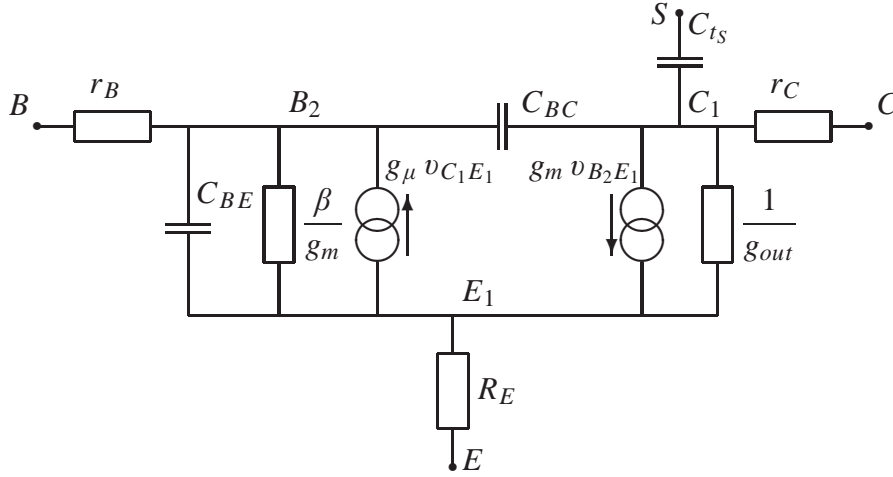 S
C_{t_S}
B
r_B
B_2
C_{BC}
C_1
r_C
C
C_{BE}
β
g_m
g_μ v_{C_1E_1}
g_m v_{B_2E_1}
1
g_{out}
E_1
R_E
E